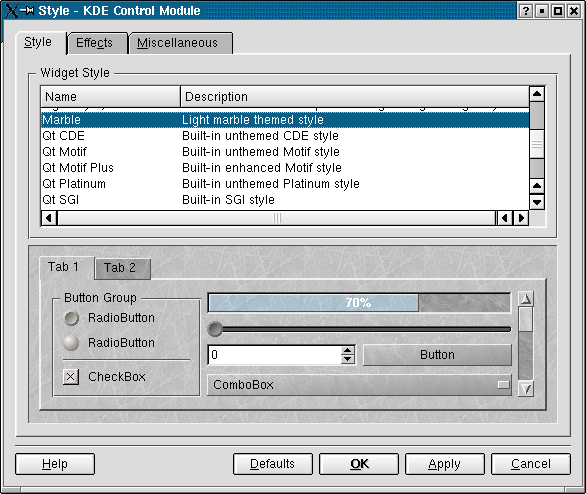 Style - KDE Control Module
Style Effects Miscellaneous
Widget Style
Name Description
Marble Light marble themed style
Qt CDE Built-in unthemed CDE style
Qt Motif Built-in unthemed Motif style
Qt Motif Plus Built-in enhanced Motif style
Qt Platinum Built-in unthemed Platinum style
Qt SGI Built-in SGI style
Tab 1 Tab 2
Button Group
70%
RadioButton
RadioButton
0 Button
CheckBox
ComboBox
Help Defaults OK Apply Cancel